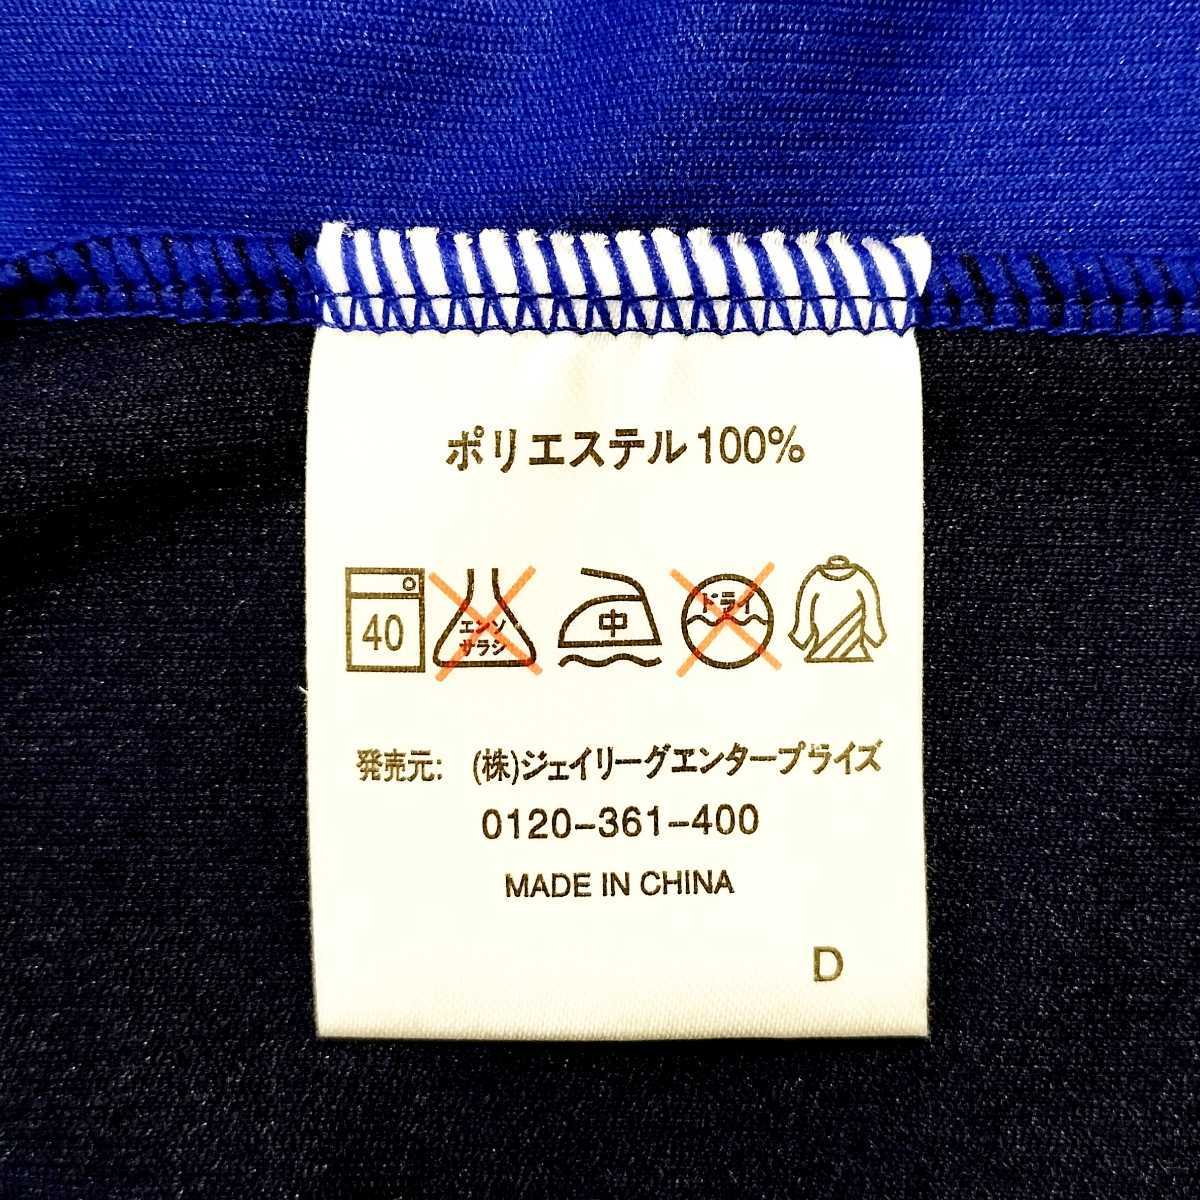 ポリエステル100%
40 エンソ サラシ 中 ドライ
発売元: (株)ジェイリーグエンタープライズ
0120-361-400
MADE IN CHINA
D